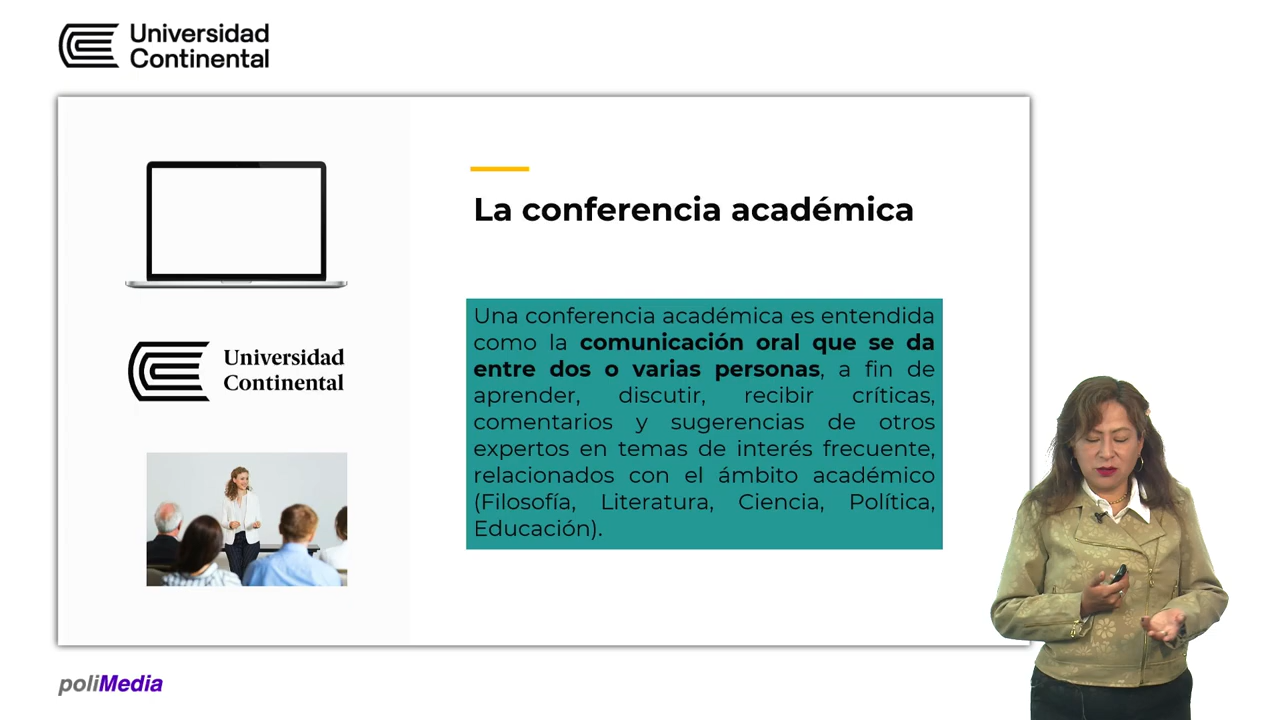 Universidad
Continental
La conferencia académica
Una conferencia académica es entendida
como la comunicación oral que se da
entre dos o varias personas, a fin de
aprender, discutir, recibir críticas,
comentarios y sugerencias de otros
expertos en temas de interés frecuente,
relacionados con el ámbito académico
(Filosofía, Literatura, Ciencia, Política,
Educación).
Universidad
Continental
poliMedia